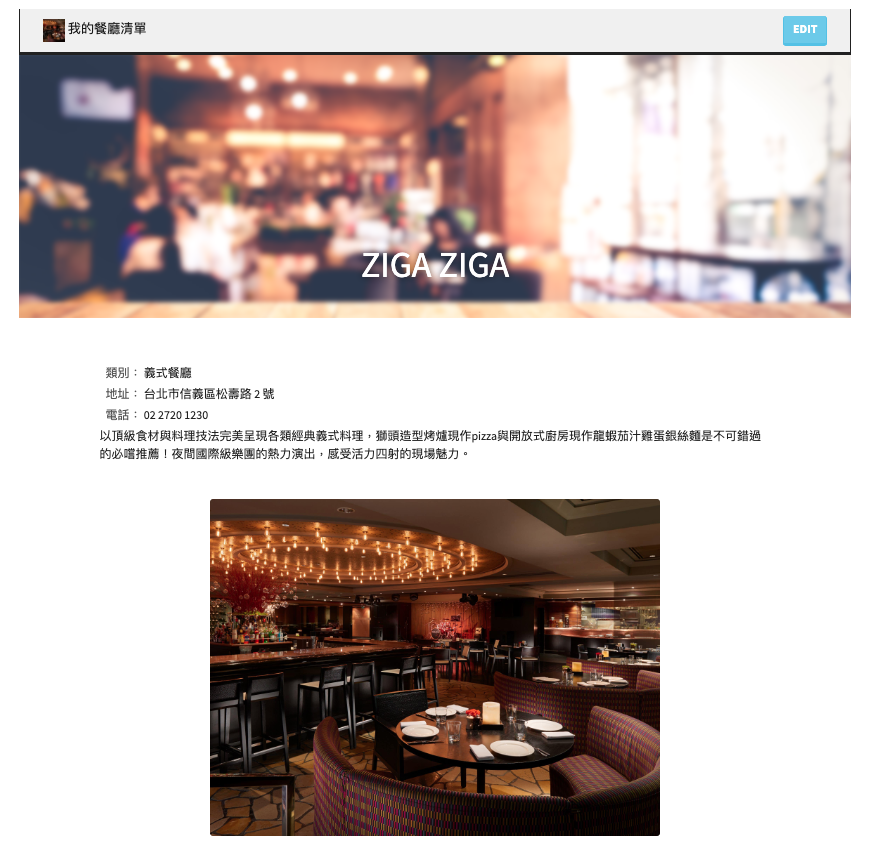 我的餐廳清單
EDIT
ZIGA ZIGA
類別： 義式餐廳
地址： 台北市信義區松壽路 2 號
電話： 02 2720 1230
以頂級食材與料理技法完美呈現各類經典義式料理，獅頭造型烤爐現作pizza與開放式廚房現作龍蝦茄汁雞蛋銀絲麵是不可錯過
的必嚐推薦！夜間國際級樂團的熱力演出，感受活力四射的現場魅力。